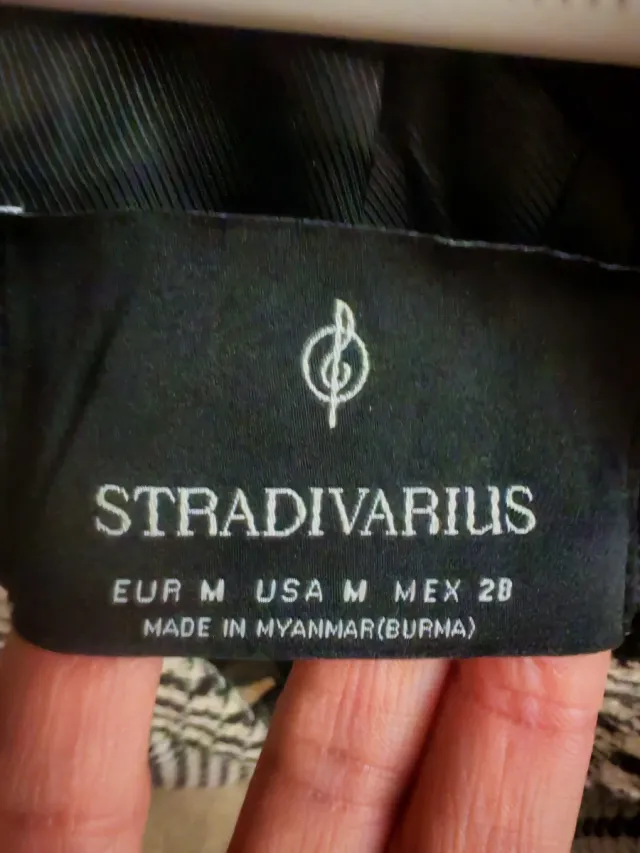 STRADIVARIUS
EUR M USA M MEX 28
MADE IN MYANMAR(BURMA)